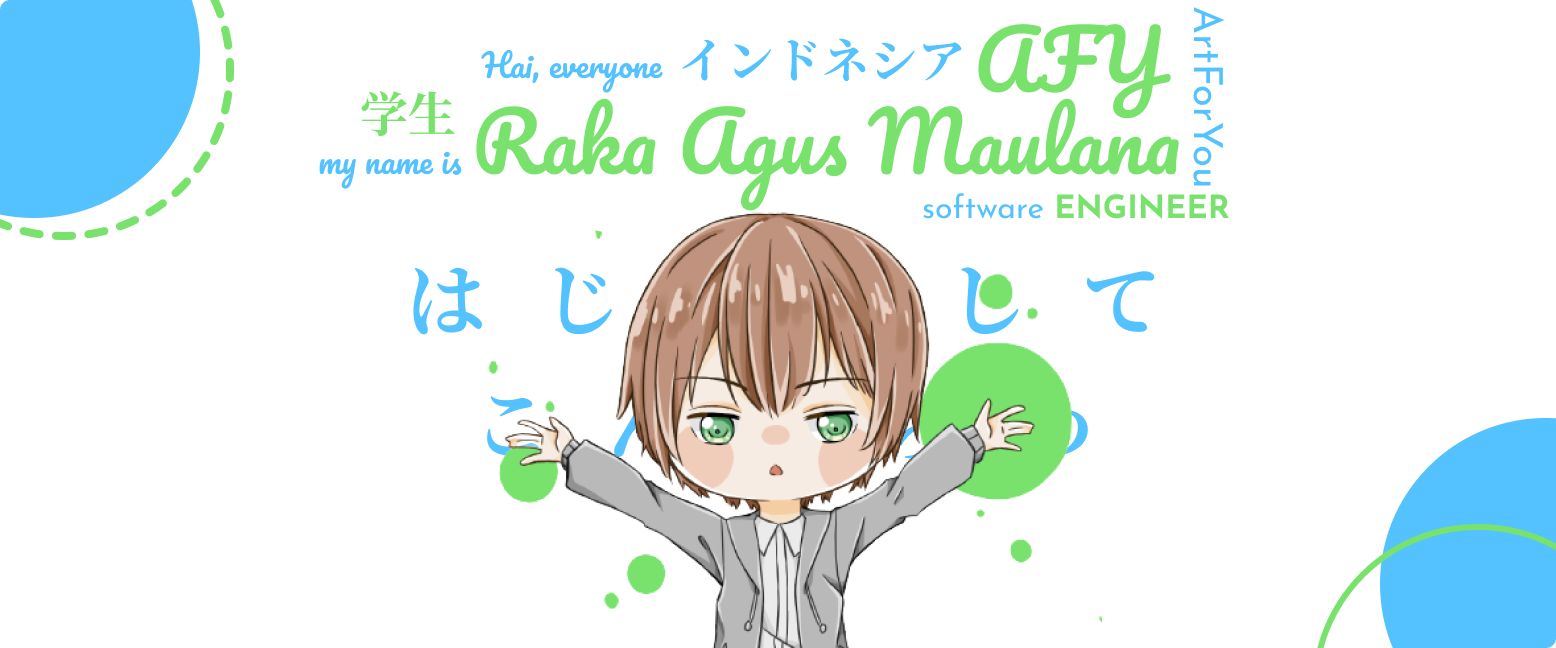 Hai, everyone インドネシア AFY
ArtForYou
学生
my name is Raka Agus Maulana
software ENGINEER
は じ し て
こ